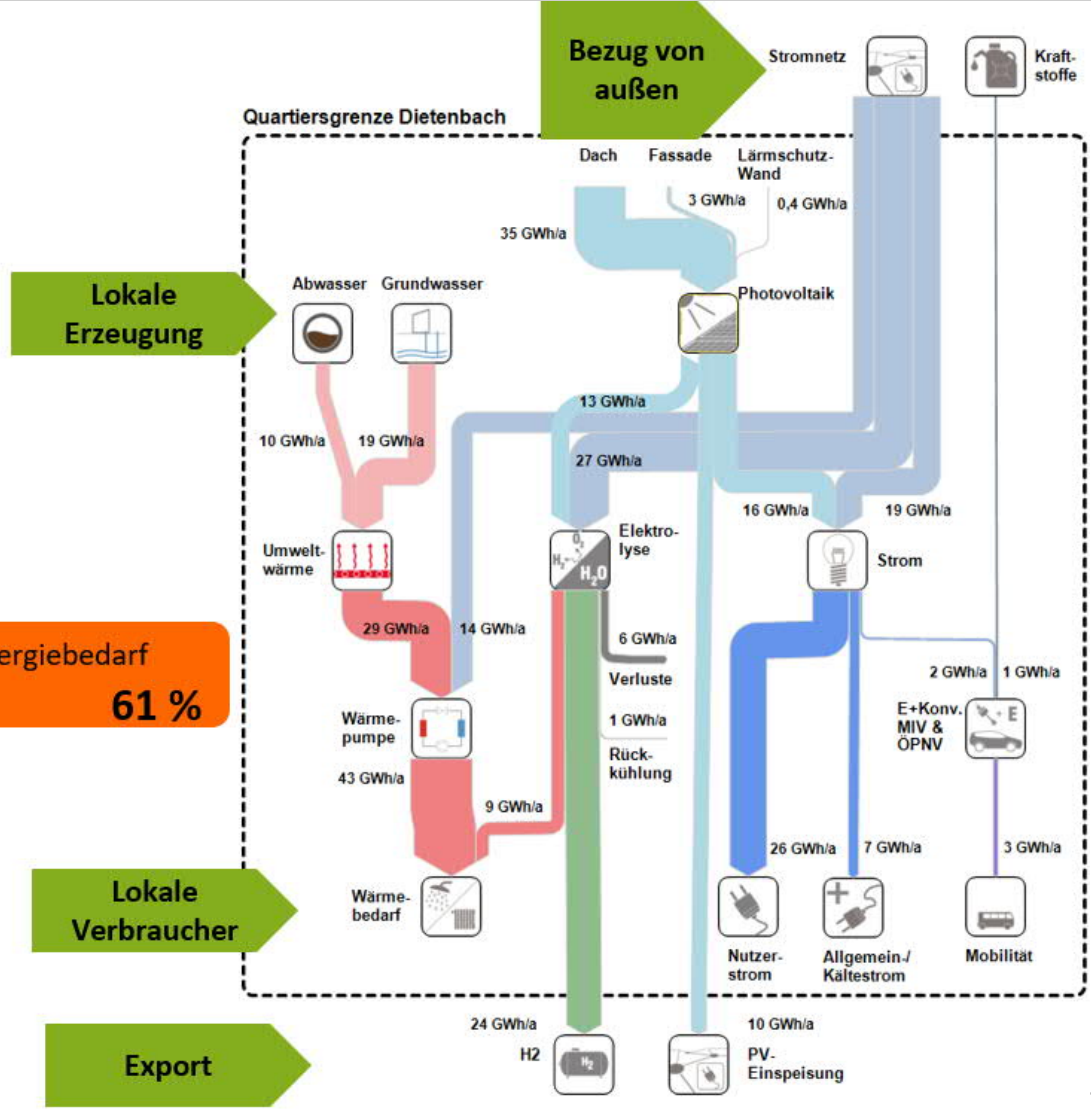 Bezug von
außen
Stromnetz
Kraft-
stoffe
Quartiersgrenze Dietenbach
Dach
Fassade
Lärmschutz-
Wand
3 GWh/a
0,4 GWh/a
35 GWh/a
Lokale
Erzeugung
Abwasser
Grundwasser
Photovoltaik
13 GWh/a
10 GWh/a
19 GWh/a
27 GWh/a
16 GWh/a
19 GWh/a
Umwelt-
wärme
O2
H2
H2O
Elektro-
lyse
Strom
29 GWh/a
14 GWh/a
6 GWh/a
Verluste
2 GWh/a
1 GWh/a
ergiebedarf
61 %
Wärme-
pumpe
1 GWh/a
Rück-
kühlung
E+Konv.
MIV &
ÖPNV
+ E
43 GWh/a
9 GWh/a
26 GWh/a
7 GWh/a
3 GWh/a
Lokale
Verbraucher
Wärme-
bedarf
+
Nutzer-
strom
Allgemein-/
Kältestrom
Mobilität
Export
24 GWh/a
H2
H2
10 GWh/a
PV-
Einspeisung